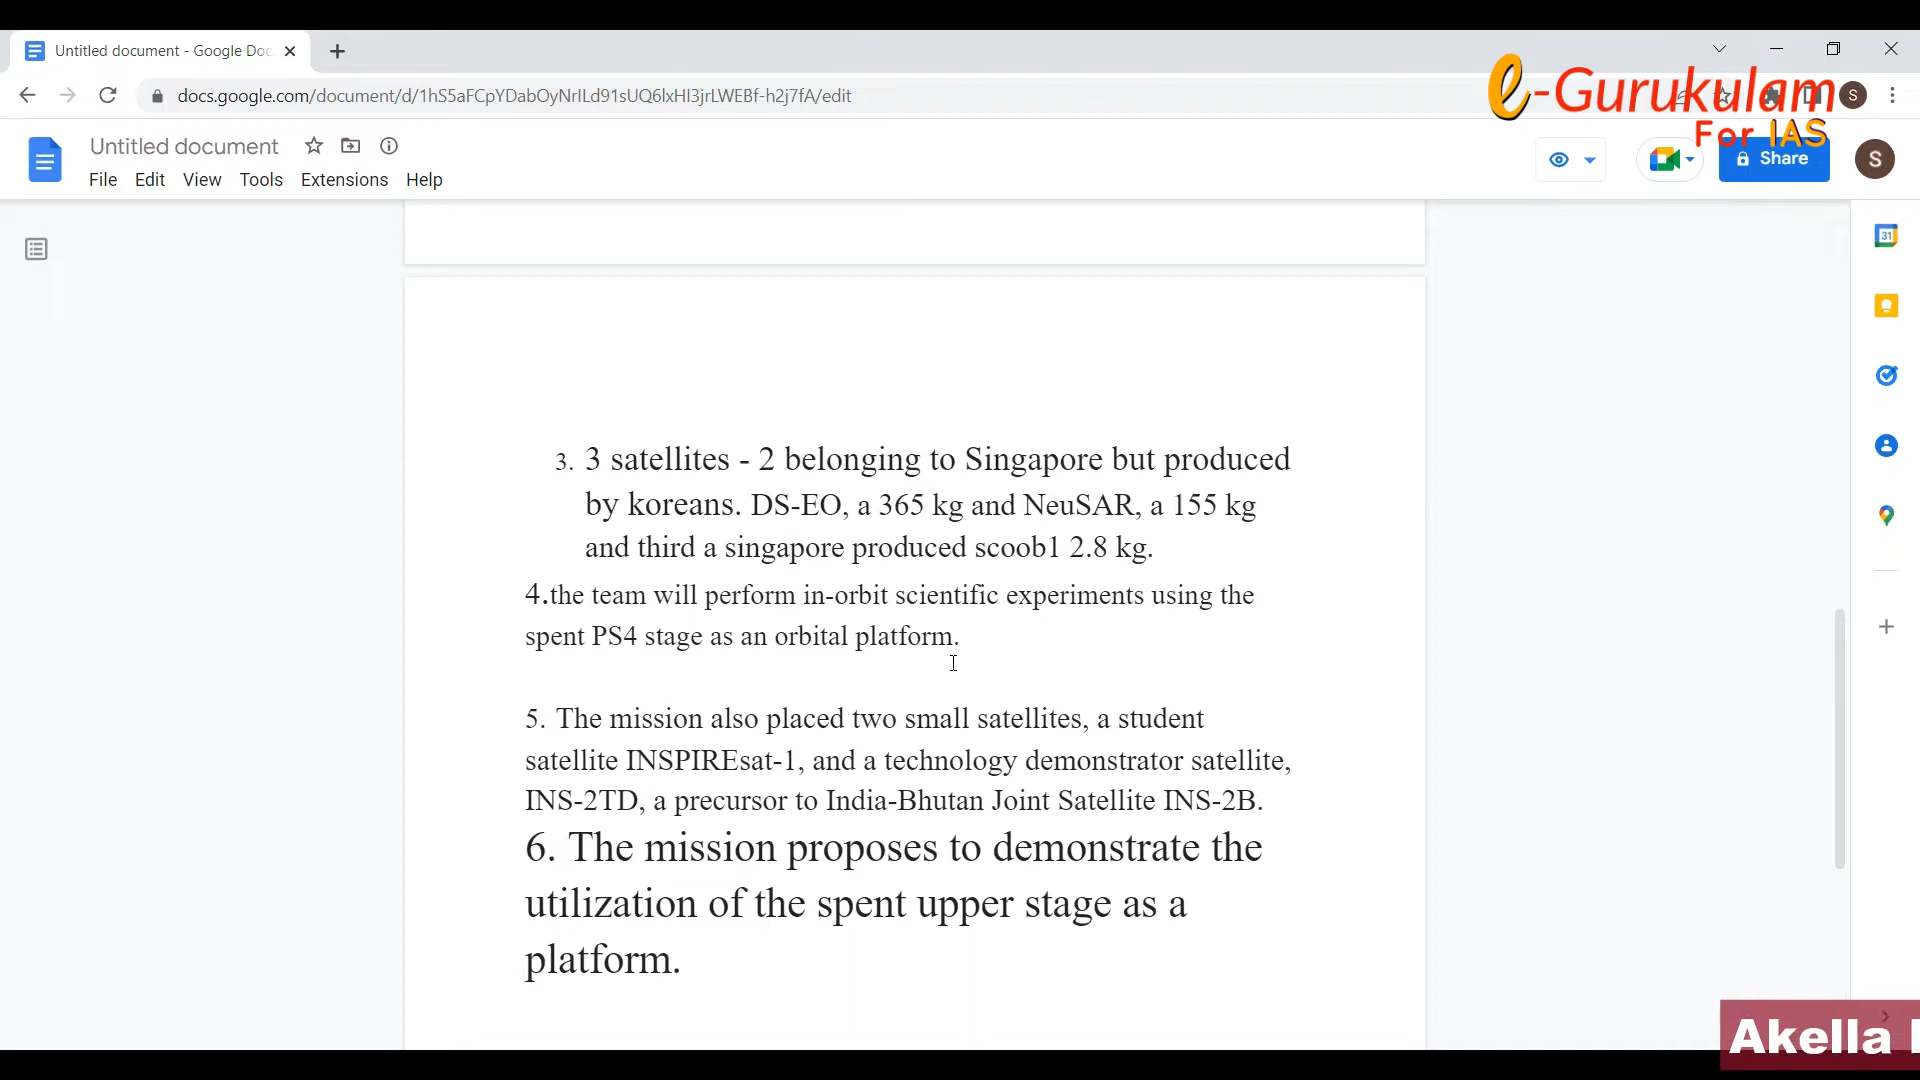 Untitled document - Google Doc
docs.google.com/document/d/1hS5aFCpYDabOyNrILd91sUQ6lxHI3jrLWEBf-h2j7fA/edit
S
e-Gurukulam
For IAS
Untitled document
File Edit View Tools Extensions Help
Share
S
31
3. 3 satellites - 2 belonging to Singapore but produced
by koreans. DS-EO, a 365 kg and NeuSAR, a 155 kg
and third a singapore produced scoob1 2.8 kg.
4.the team will perform in-orbit scientific experiments using the
spent PS4 stage as an orbital platform.
5. The mission also placed two small satellites, a student
satellite INSPIREsat-1, and a technology demonstrator satellite,
INS-2TD, a precursor to India-Bhutan Joint Satellite INS-2B.
6. The mission proposes to demonstrate the
utilization of the spent upper stage as a
platform.
Akella